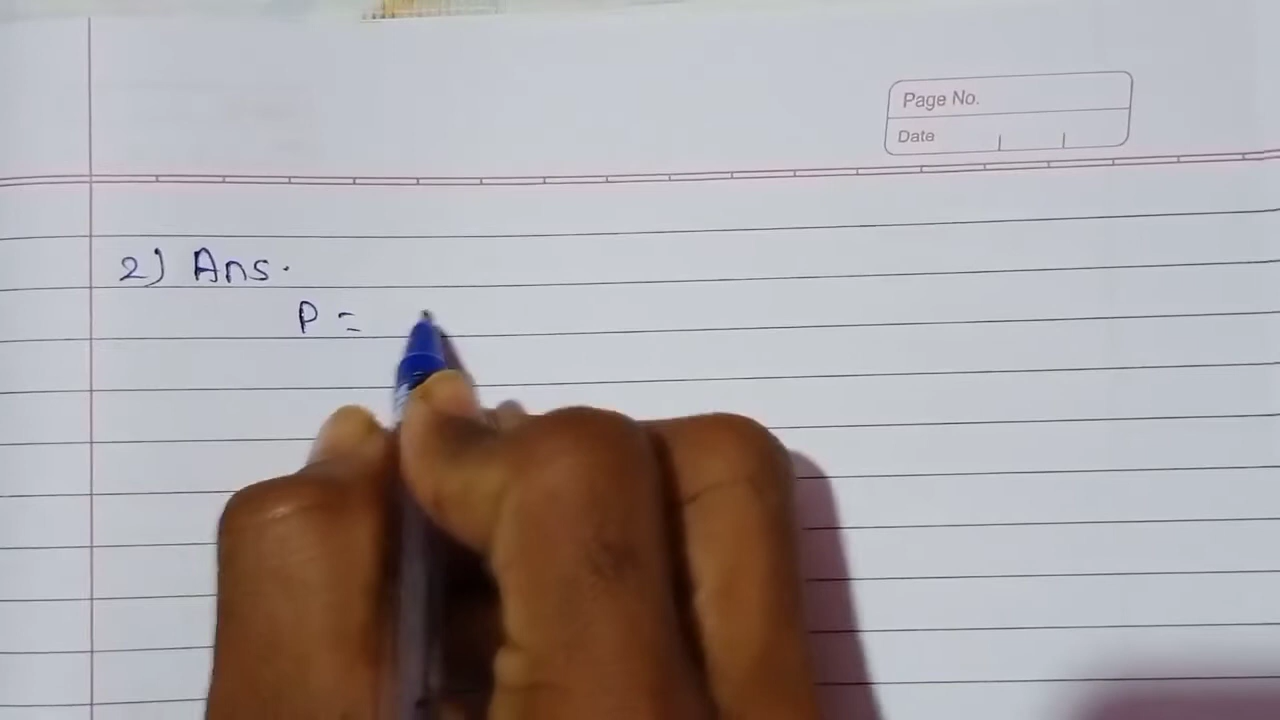 Page No.
Date
2) Ans.
P =